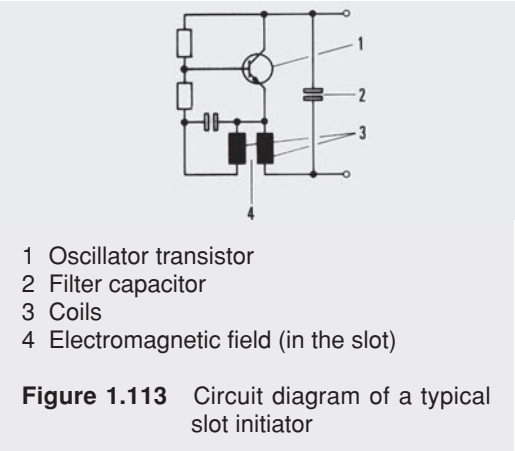 1
2
3
4
1 Oscillator transistor
2 Filter capacitor
3 Coils
4 Electromagnetic field (in the slot)
Figure 1.113 Circuit diagram of a typical
slot initiator